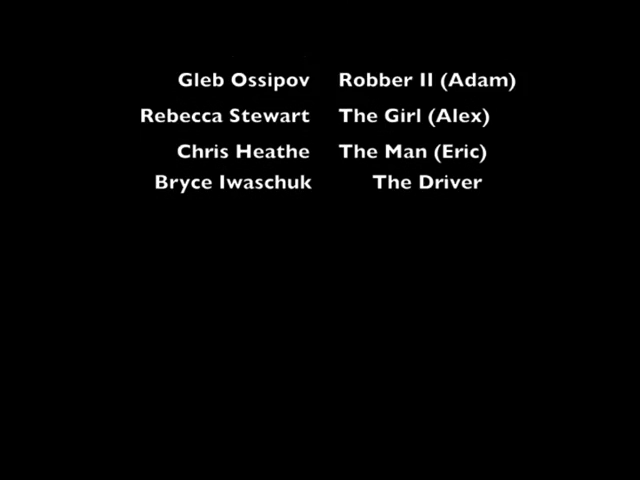 Gleb Ossipov Robber II (Adam)
Rebecca Stewart The Girl (Alex)
Chris Heathe The Man (Eric)
Bryce Iwaschuk The Driver